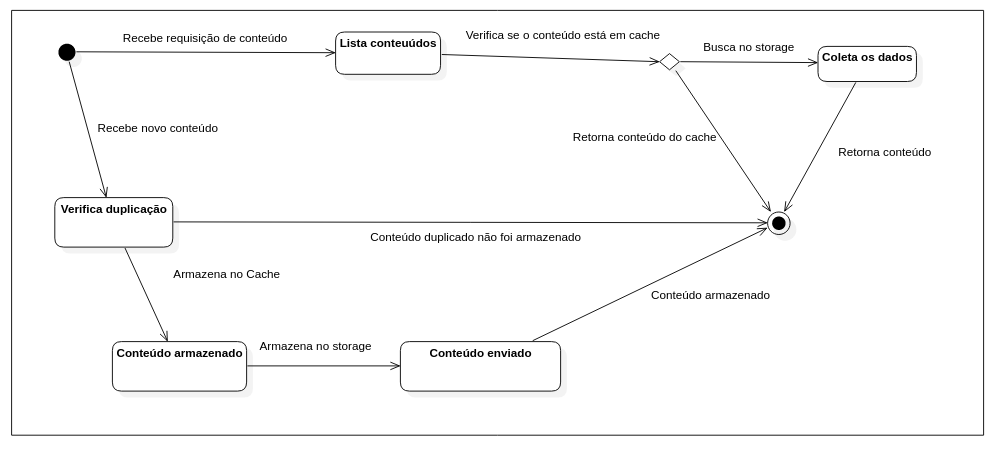 Recebe requisição de conteúdo
Lista conteuúdos
Verifica se o conteúdo está em cache
Busca no storage
Coleta os dados
Recebe novo conteúdo
Retorna conteúdo do cache
Retorna conteúdo
Verifica duplicação
Conteúdo duplicado não foi armazenado
Armazena no Cache
Conteúdo armazenado
Conteúdo armazenado
Armazena no storage
Conteúdo enviado